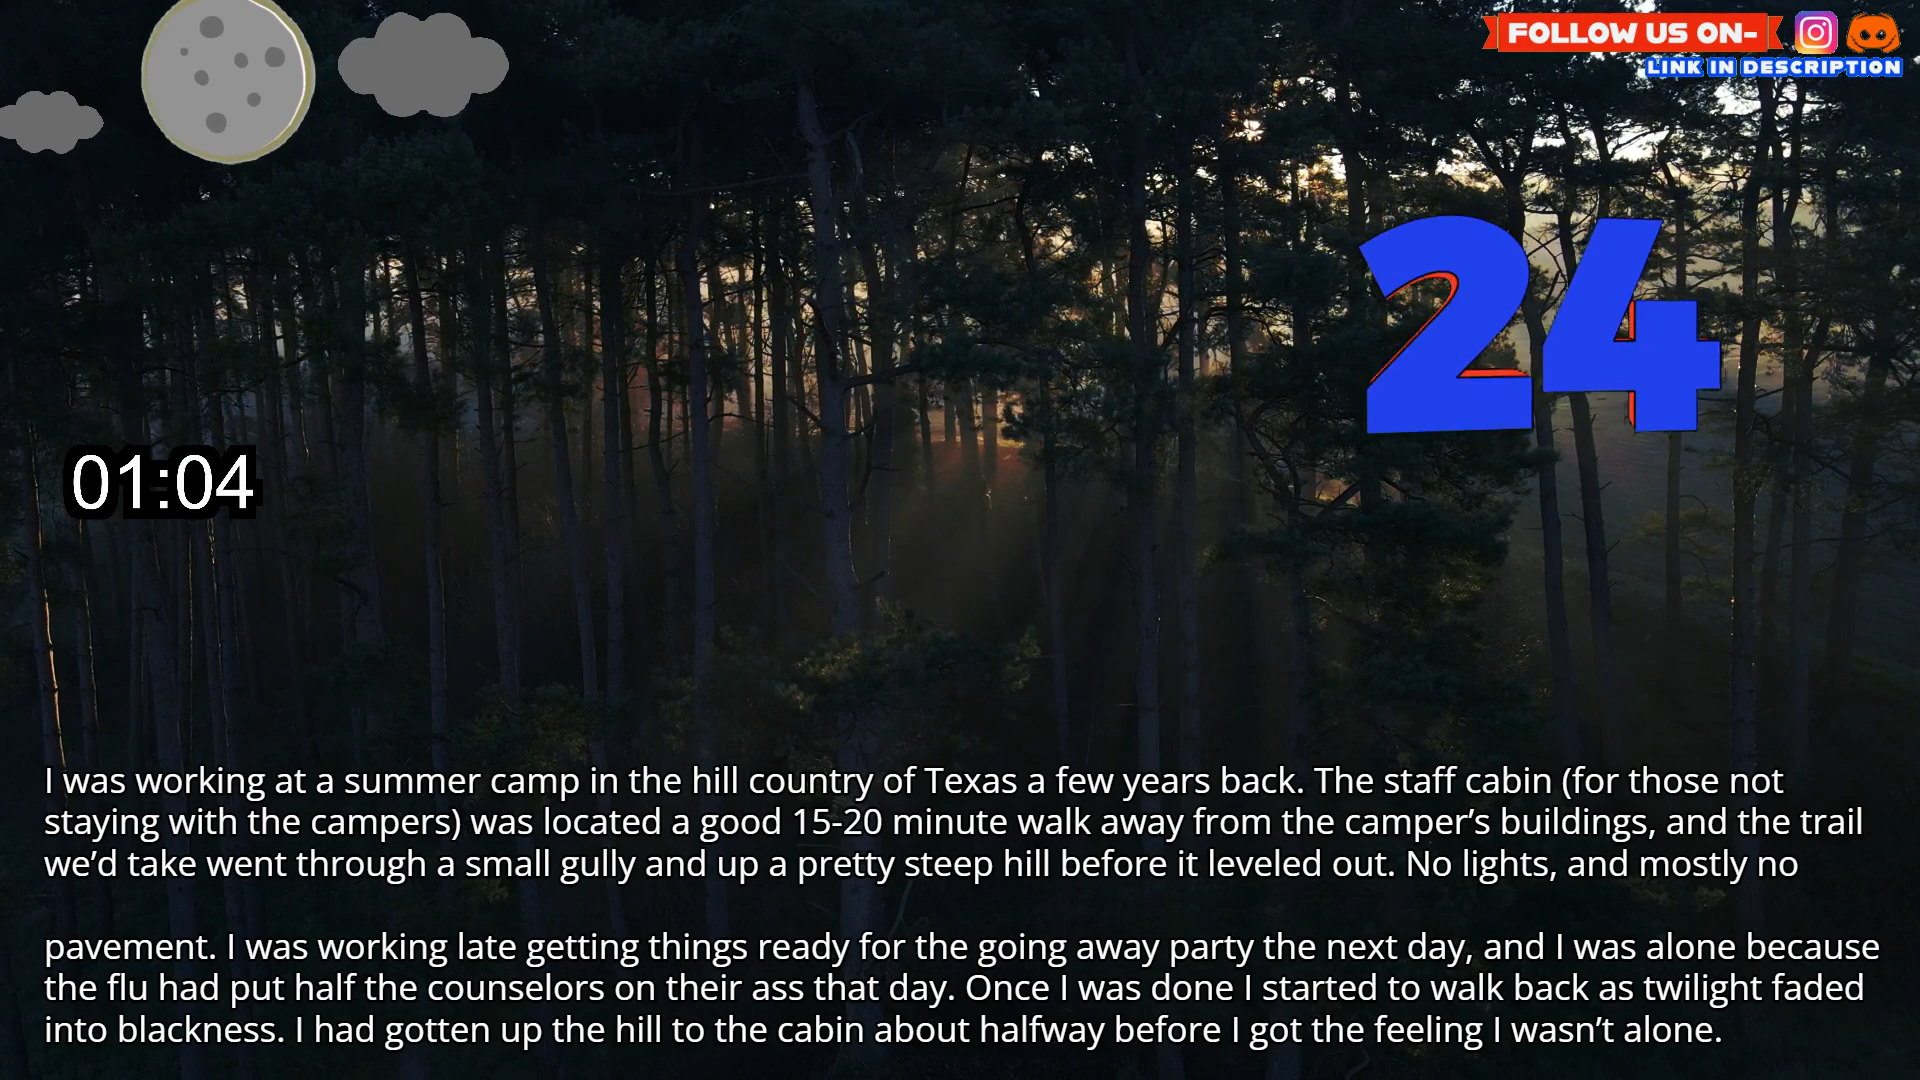 FOLLOW US ON-
LINK IN DESCRIPTION
24
01:04
I was working at a summer camp in the hill country of Texas a few years back. The staff cabin (for those not
staying with the campers) was located a good 15-20 minute walk away from the camper’s buildings, and the trail
we’d take went through a small gully and up a pretty steep hill before it leveled out. No lights, and mostly no
pavement. I was working late getting things ready for the going away party the next day, and I was alone because
the flu had put half the counselors on their ass that day. Once I was done I started to walk back as twilight faded
into blackness. I had gotten up the hill to the cabin about halfway before I got the feeling I wasn’t alone.